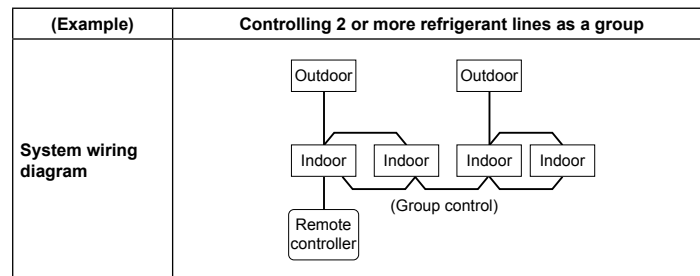 (Example)
Controlling 2 or more refrigerant lines as a group
System wiring
diagram
Outdoor
Outdoor
Indoor
Indoor
Indoor
Indoor
(Group control)
Remote
controller